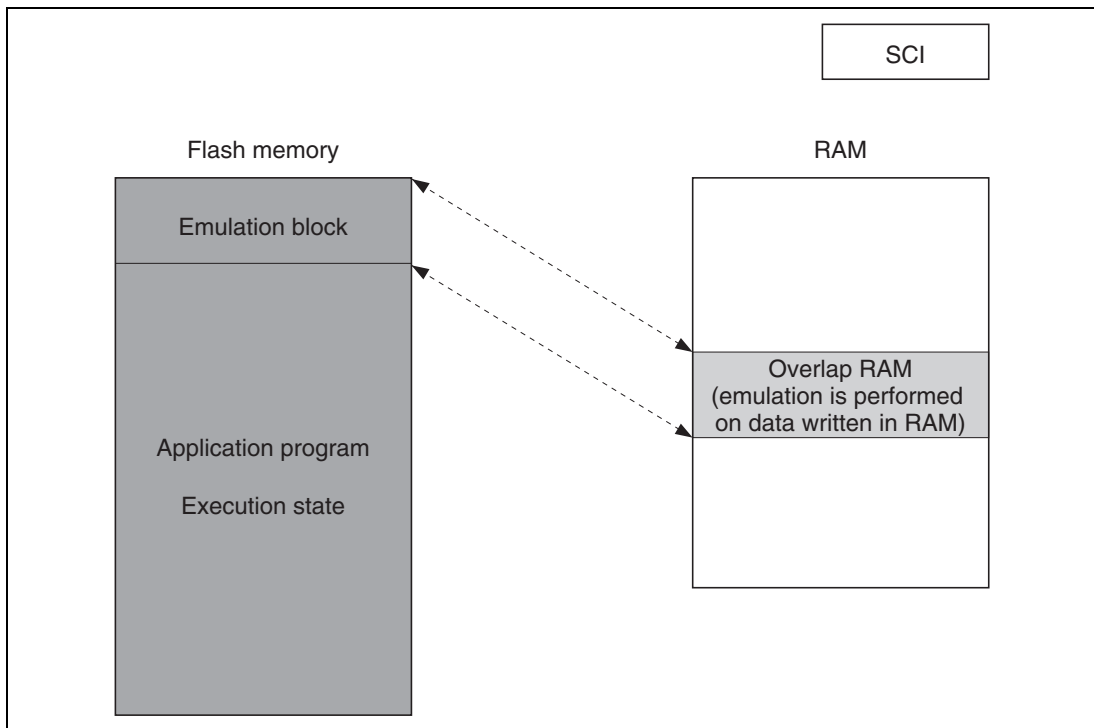 SCI
Flash memory
RAM
Emulation block
Overlap RAM
(emulation is performed
on data written in RAM)
Application program
Execution state